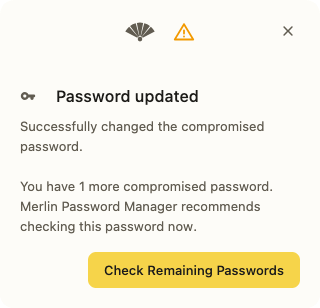 Password updated
Successfully changed the compromised
password.
You have 1 more compromised password.
Merlin Password Manager recommends
checking this password now.
Check Remaining Passwords